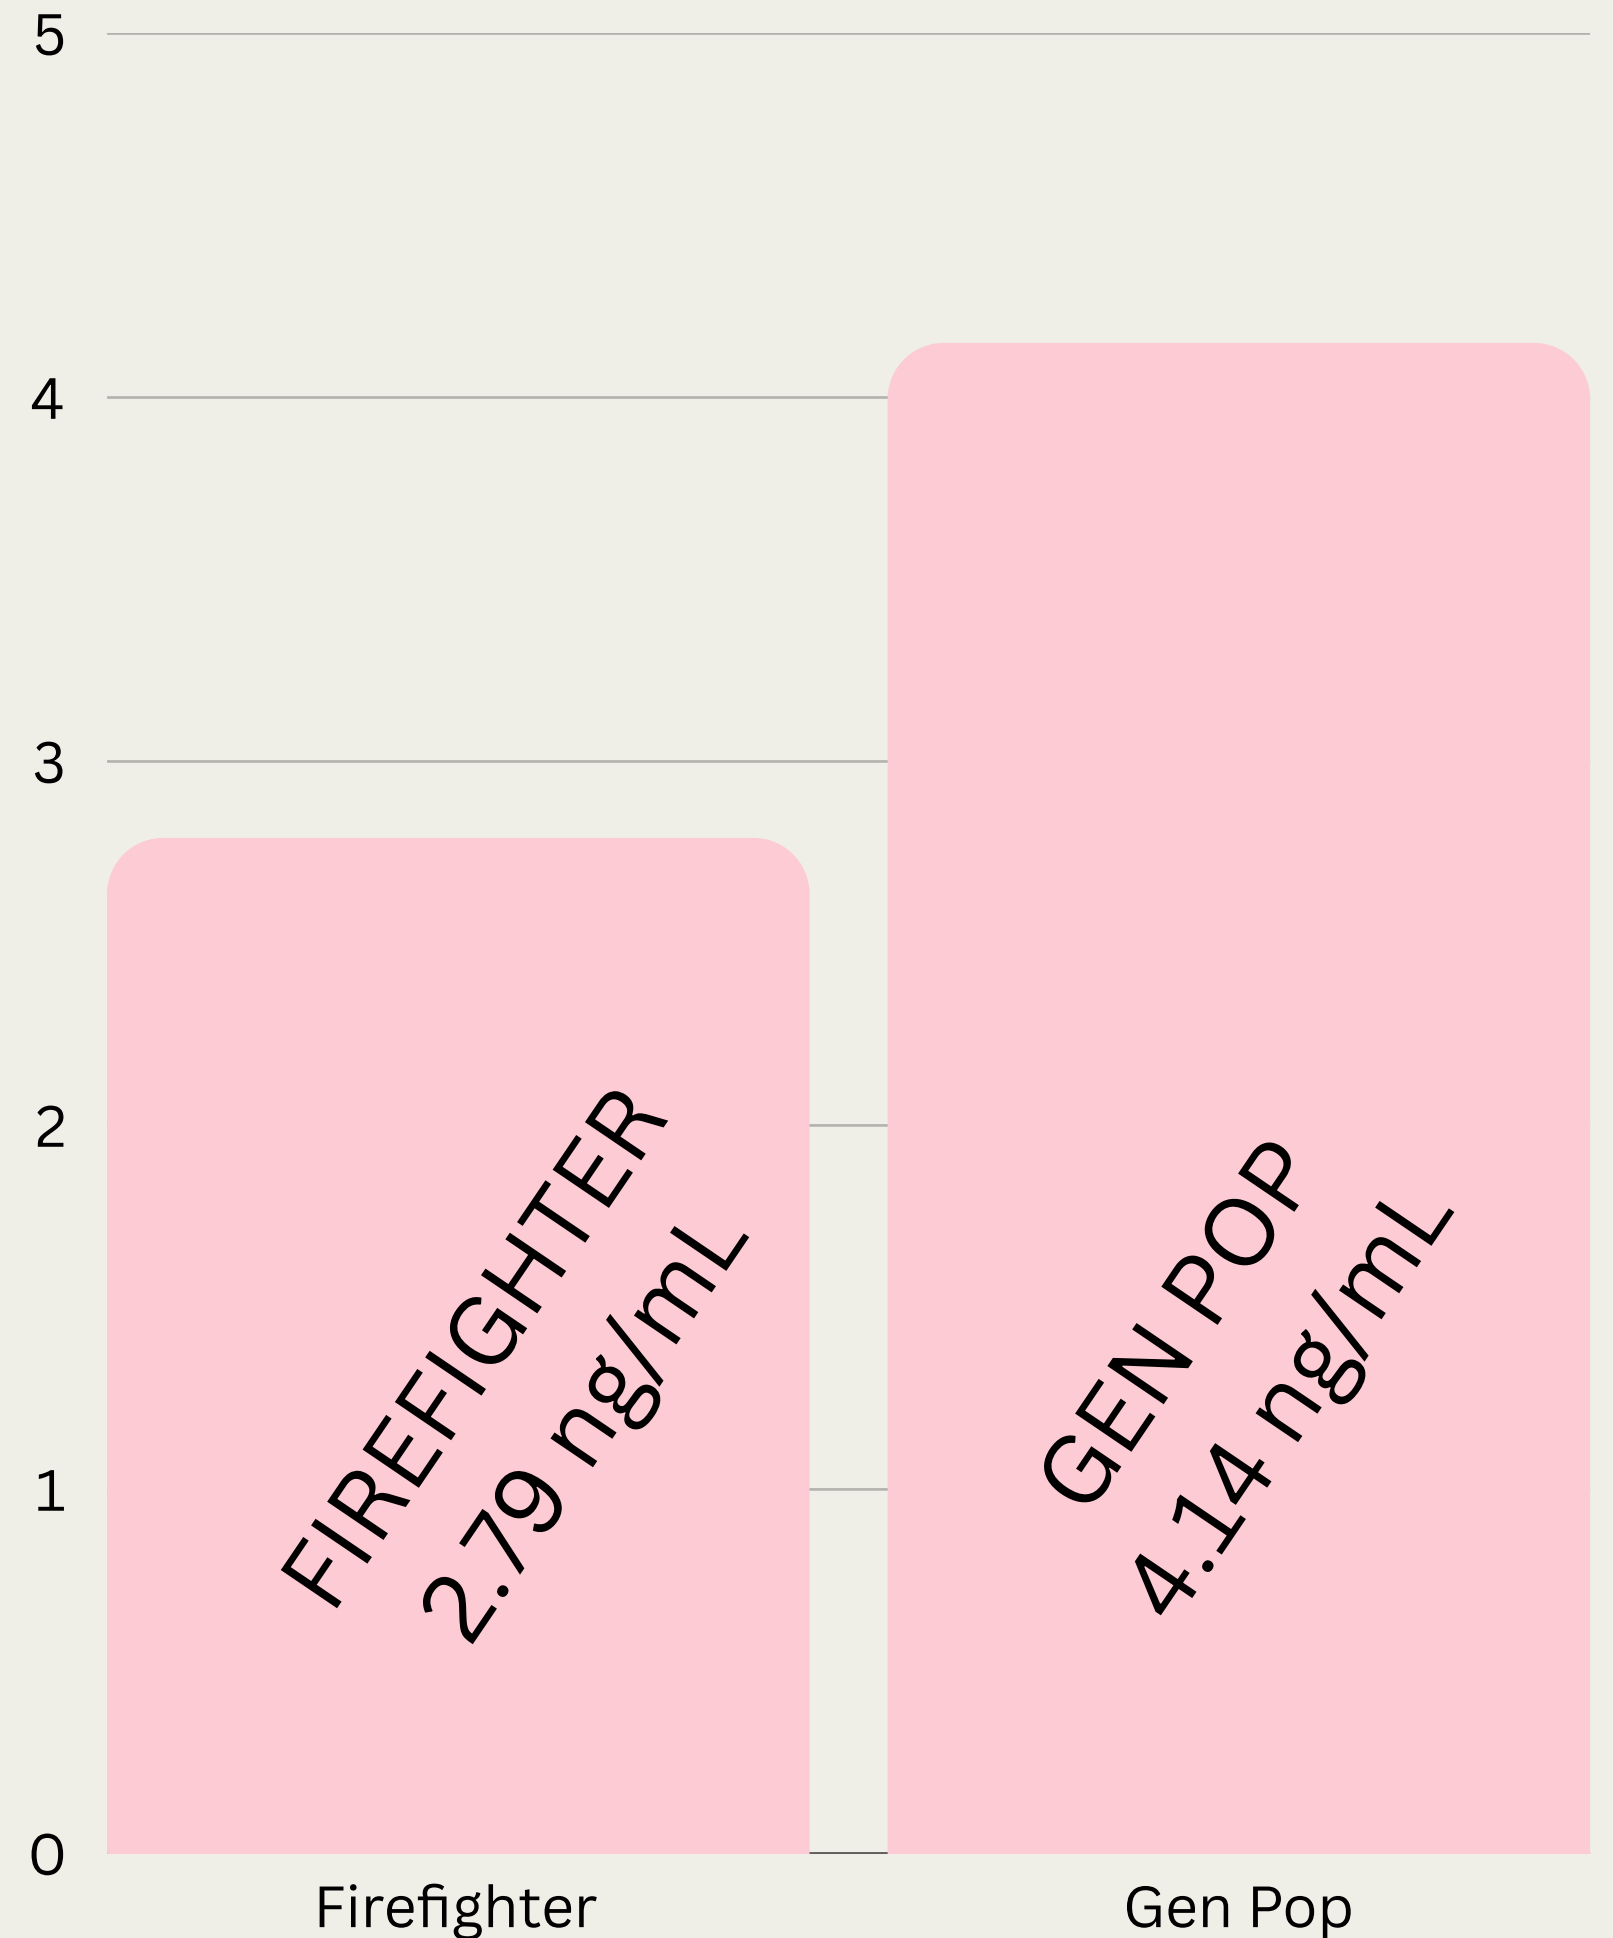 5
4
3
2
1
0
FIREFIGHTER
2.79 ng/mL
GEN POP
4.14 ng/mL
Firefighter
Gen Pop